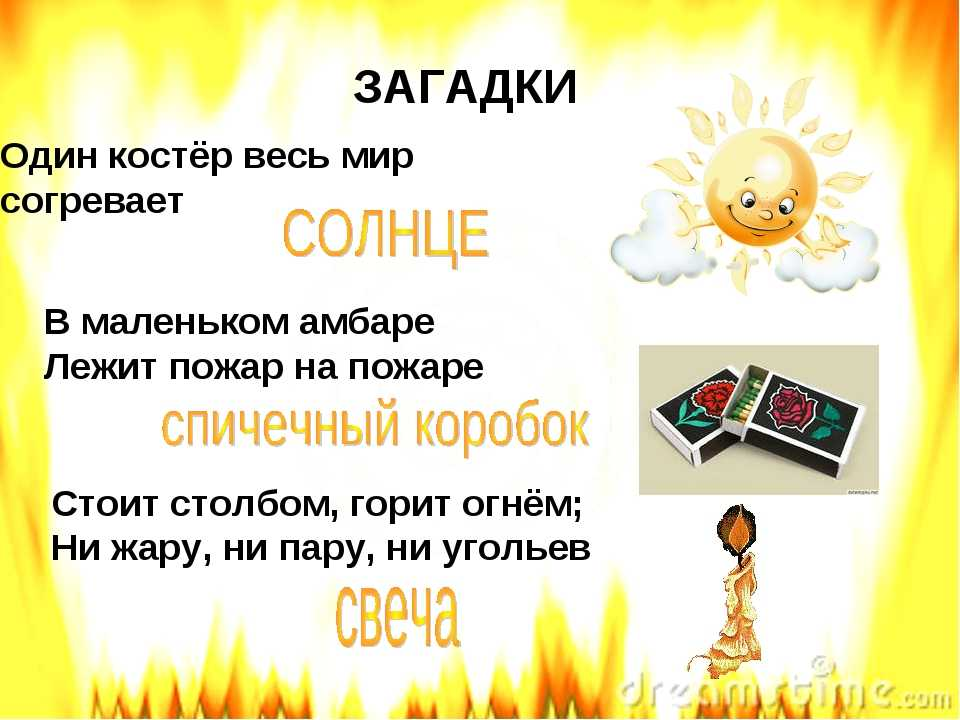 ЗАГАДКИ
Один костёр весь мир
согревает
СОЛНЦЕ
В маленьком амбаре
Лежит пожар на пожаре
спичечный коробок
Стоит столбом, горит огнём;
Ни жару, ни пару, ни угольев
свеча
dreamstime.com